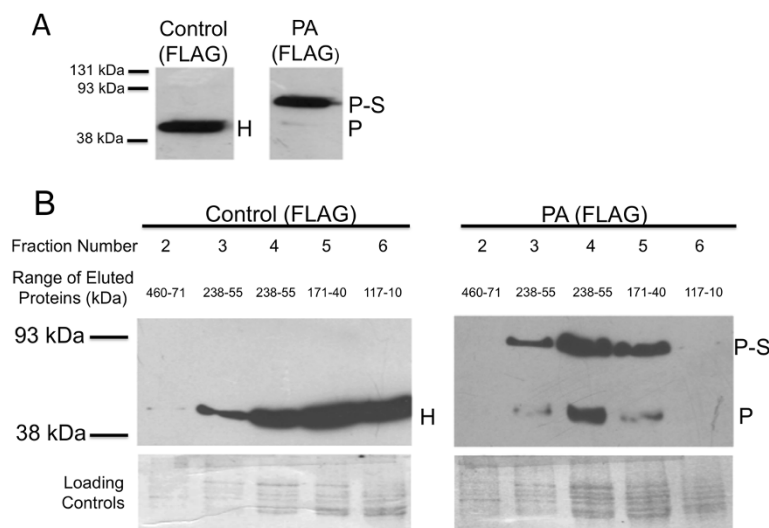 A
Control
(FLAG)
PA
(FLAG)
131 kDa
93 kDa
38 kDa
H
P-S
P
B
Control (FLAG)
PA (FLAG)
Fraction Number 2 3 4 5 6 2 3 4 5 6
Range of Eluted
Proteins (kDa)
460-71 238-55 238-55 171-40 117-10 460-71 238-55 238-55 171-40 117-10
93 kDa
38 kDa
H
P-S
P
Loading
Controls